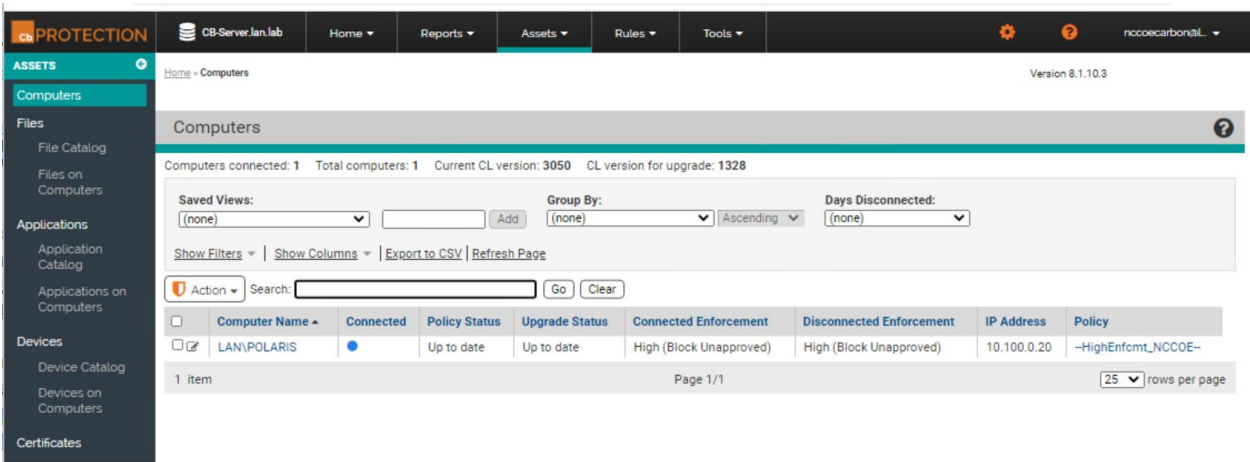 Cb PROTECTION
CB-Server.lan.lab
Home
Reports
Assets
Rules
Tools
nccoecarbon@l...
ASSETS
Home » Computers
Version 8.1.10.3
Computers
Files
File Catalog
Files on
Computers
Applications
Application
Catalog
Applications on
Computers
Devices
Device Catalog
Devices on
Computers
Certificates
Computers
Computers connected: 1 Total computers: 1 Current CL version: 3050 CL version for upgrade: 1328
Saved Views: Group By: Days Disconnected:
(none) Add (none) Ascending (none)
Show Filters | Show Columns | Export to CSV | Refresh Page
Action Search: Go Clear
Computer Name Connected Policy Status Upgrade Status Connected Enforcement Disconnected Enforcement IP Address Policy
LAN\POLARIS Up to date Up to date High (Block Unapproved) High (Block Unapproved) 10.100.0.20 --HighEnfcmt_NCCOE--
1 item Page 1/1 25 rows per page